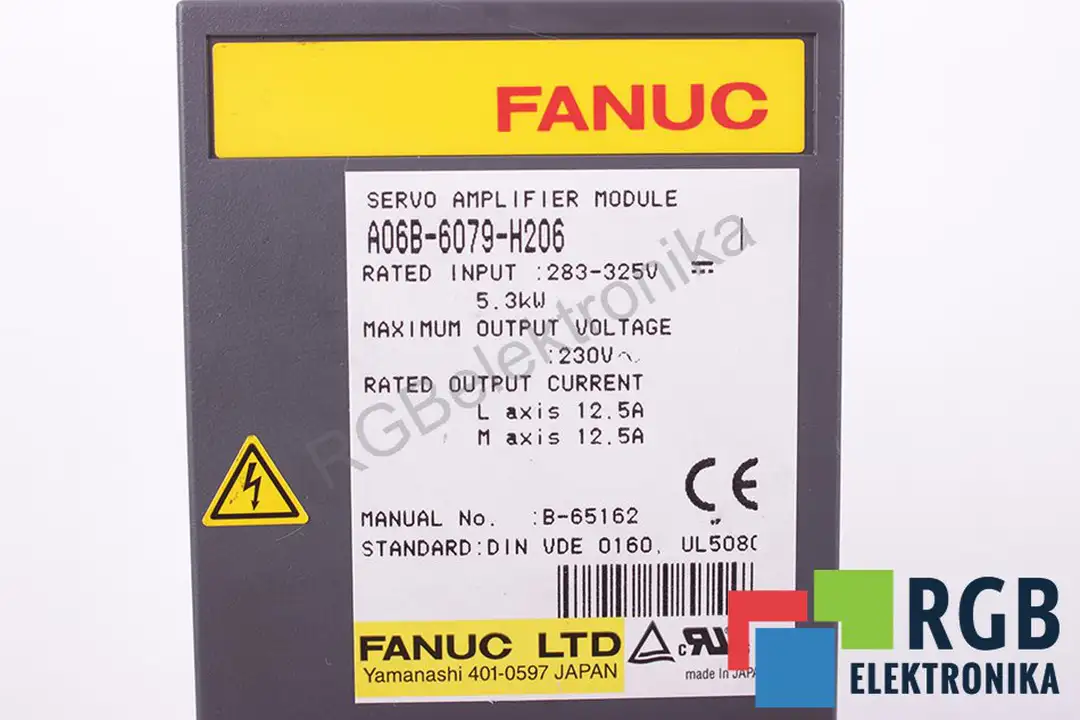 FANUC
SERVO AMPLIFIER MODULE
A06B-6079-H206
RATED INPUT :283-325V
5.3kW
MAXIMUM OUTPUT VOLTAGE
:230V~
RATED OUTPUT CURRENT
L axis 12.5A
M axis 12.5A
CE
MANUAL No. :B-65162
STANDARD:DIN VDE 0160, UL508C
FANUC LTD
Yamanashi 401-0597 JAPAN
made in
RGBelektronika
RGB
ELEKTRONIKA